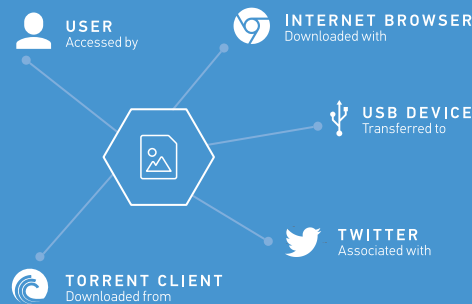 USER
Accessed by
INTERNET BROWSER
Downloaded with
USB DEVICE
Transferred to
TWITTER
Associated with
TORRENT CLIENT
Downloaded from